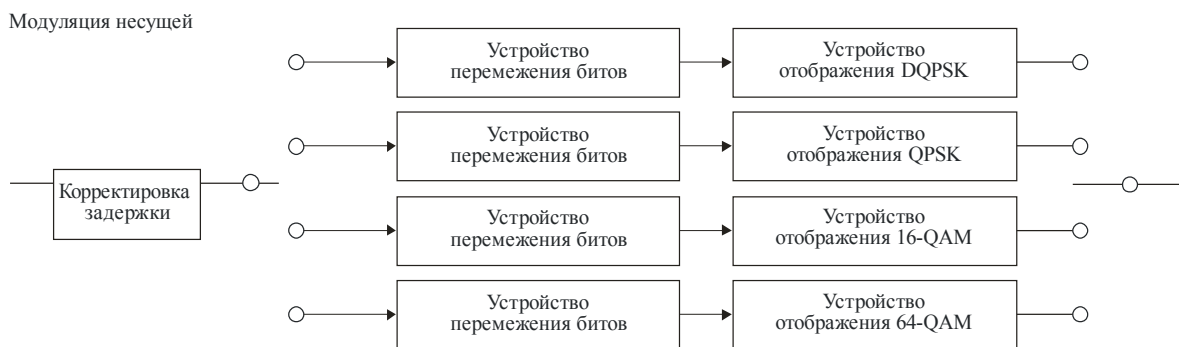 Модуляция несущей
Устройство
перемежения битов
Устройство
отображения DQPSK
Устройство
перемежения битов
Устройство
отображения QPSK
Корректировка
задержки
Устройство
перемежения битов
Устройство
отображения 16-QAM
Устройство
перемежения битов
Устройство
отображения 64-QAM